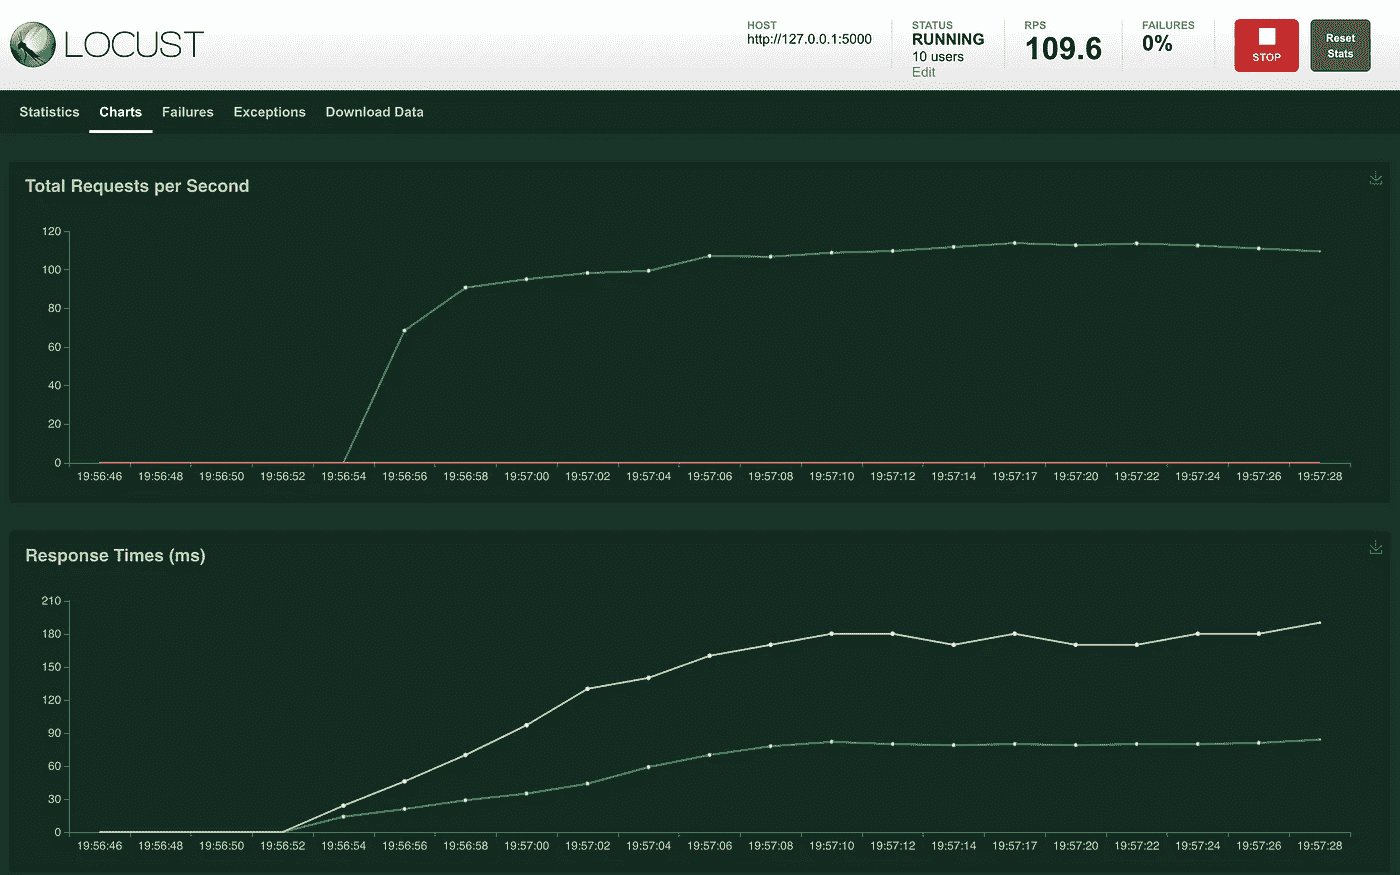 LOCUST
HOST
http://127.0.0.1:5000
STATUS
RUNNING
10 users
Edit
RPS
109.6
FAILURES
0%
STOP
Reset
Stats
Statistics Charts Failures Exceptions Download Data
Total Requests per Second
120
100
80
60
40
20
0
19:56:46 19:56:48 19:56:50 19:56:52 19:56:54 19:56:56 19:56:58 19:57:00 19:57:02 19:57:04 19:57:06 19:57:08 19:57:10 19:57:12 19:57:14 19:57:17 19:57:20 19:57:22 19:57:24 19:57:26 19:57:28
Response Times (ms)
210
180
150
120
90
60
30
0
19:56:46 19:56:48 19:56:50 19:56:52 19:56:54 19:56:56 19:56:58 19:57:00 19:57:02 19:57:04 19:57:06 19:57:08 19:57:10 19:57:12 19:57:14 19:57:17 19:57:20 19:57:22 19:57:24 19:57:26 19:57:28